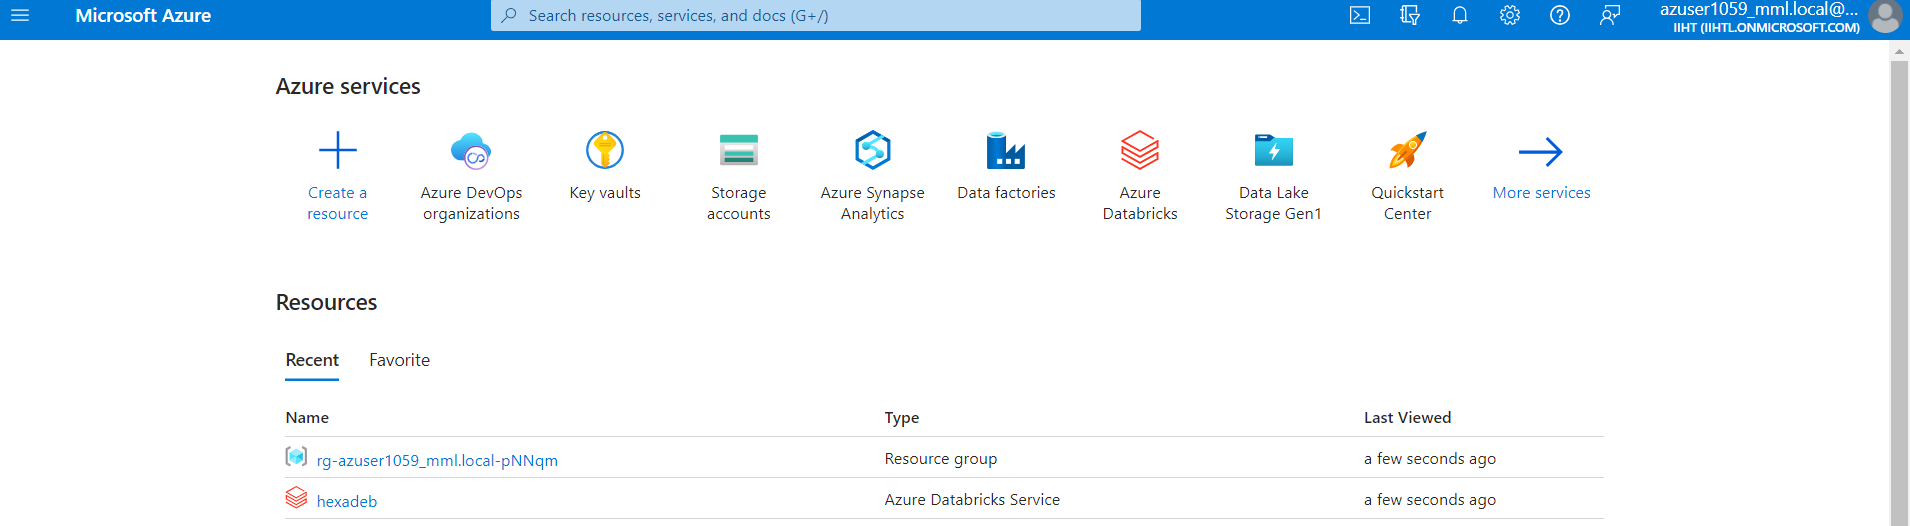 Microsoft Azure
Search resources, services, and docs (G+/)
azuser1059_mml.local@...
IIHT (IIHTL.ONMICROSOFT.COM)
Azure services
Create a
resource
Azure DevOps
organizations
Key vaults
Storage
accounts
Azure Synapse
Analytics
Data factories
Azure
Databricks
Data Lake
Storage Gen1
Quickstart
Center
More services
Resources
Recent Favorite
Name Type Last Viewed
rg-azuser1059_mml.local-pNNqm Resource group a few seconds ago
hexadeb Azure Databricks Service a few seconds ago